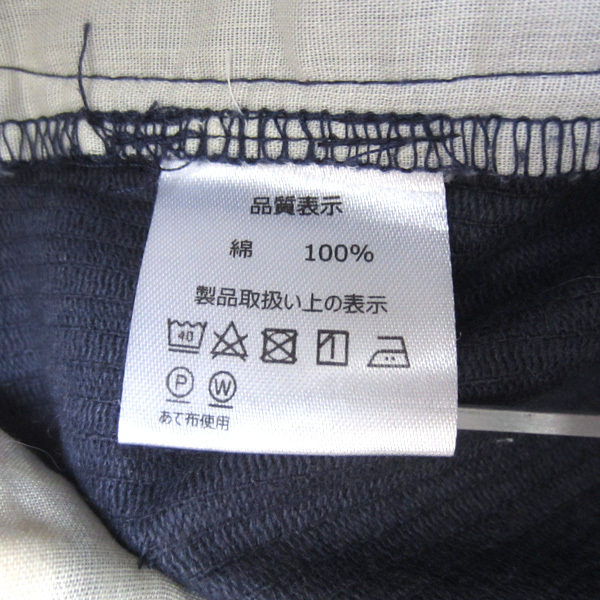 品質表示
綿 100%
製品取扱い上の表示
40
P W
あて布使用